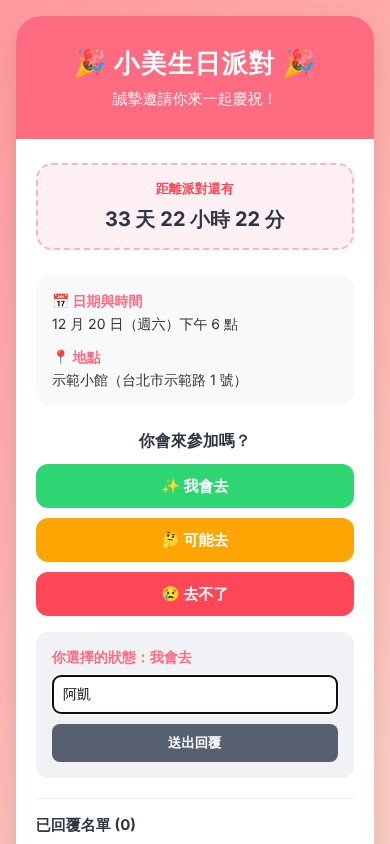 🎉 小美生日派對 🎉
誠摯邀請你來一起慶祝！
距離派對還有
33 天 22 小時 22 分
📅 日期與時間
12 月 20 日（週六）下午 6 點
📍 地點
示範小館（台北市示範路 1 號）
你會來參加嗎？
✨ 我會去
🤔 可能去
😢 去不了
你選擇的狀態：我會去
阿凱
送出回覆
已回覆名單 (0)